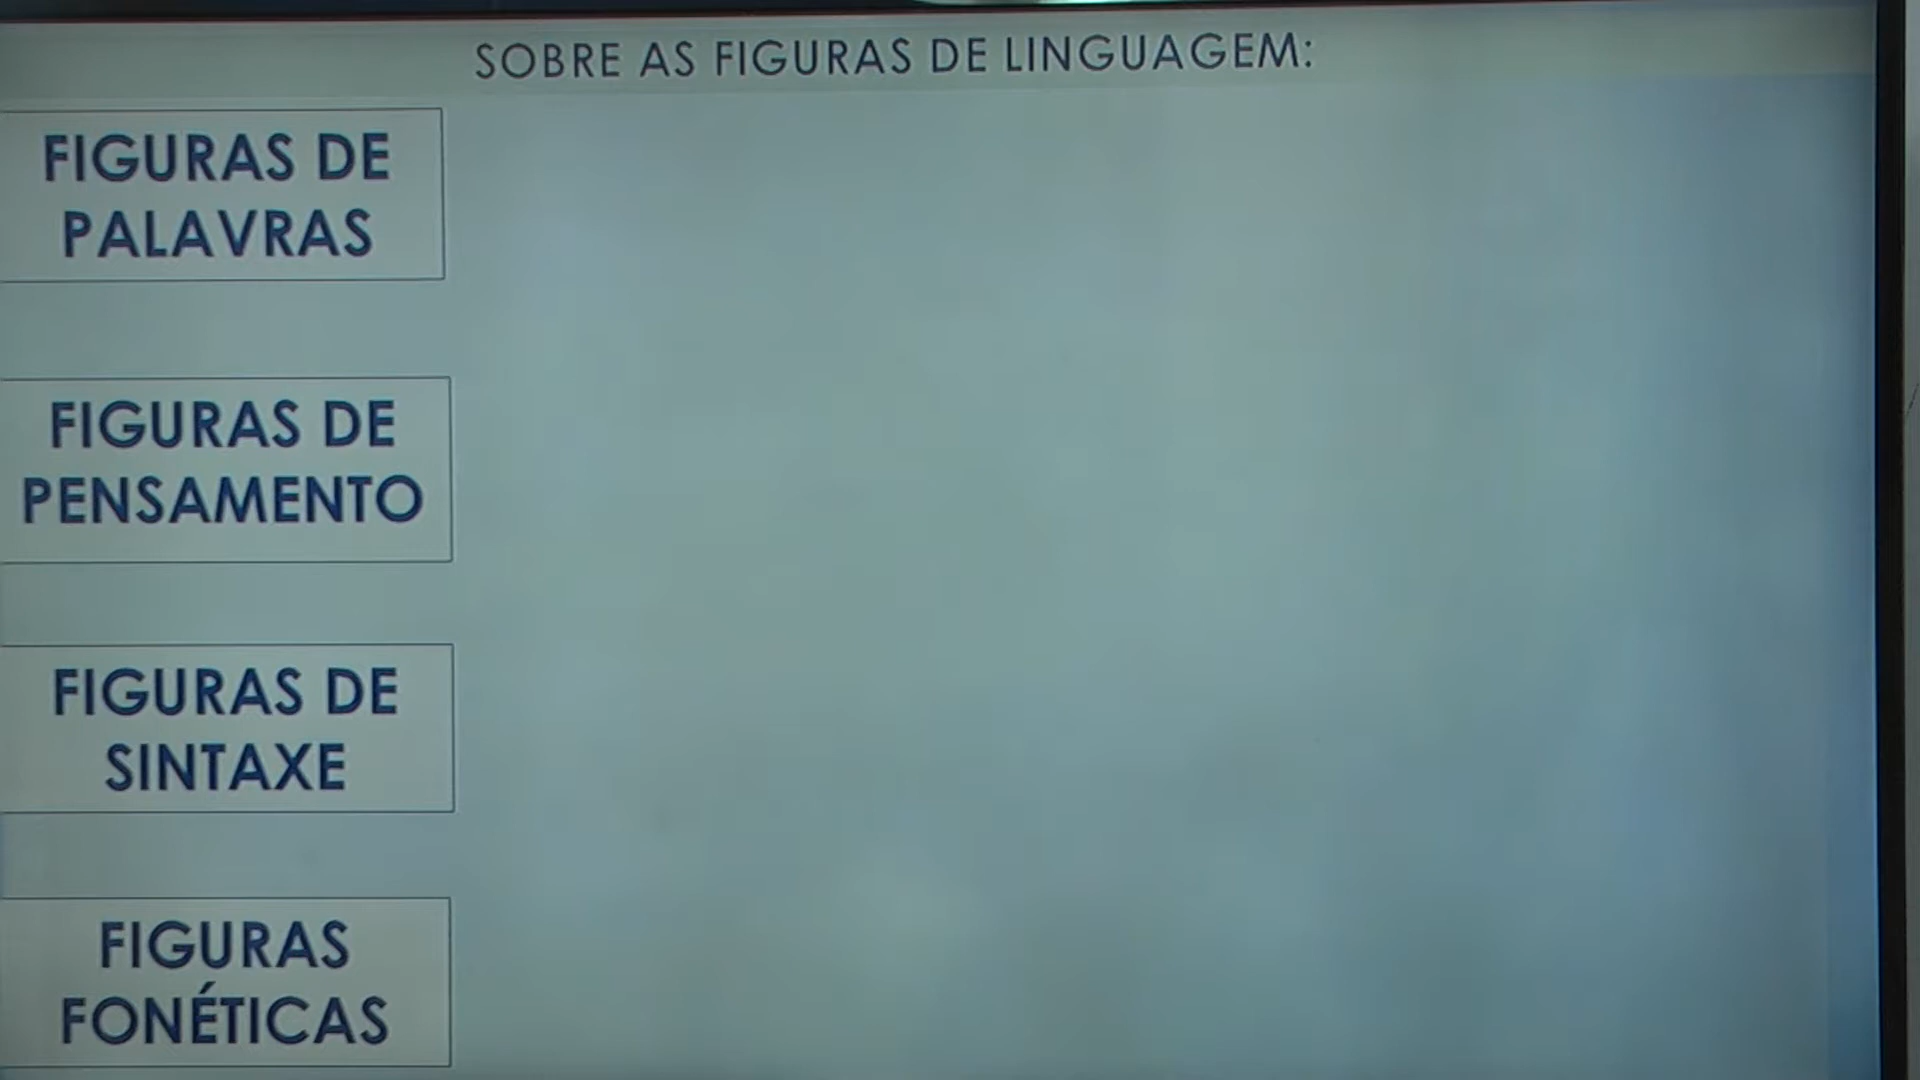 SOBRE AS FIGURAS DE LINGUAGEM:
FIGURAS DE
PALAVRAS
FIGURAS DE
PENSAMENTO
FIGURAS DE
SINTAXE
FIGURAS
FONÉTICAS